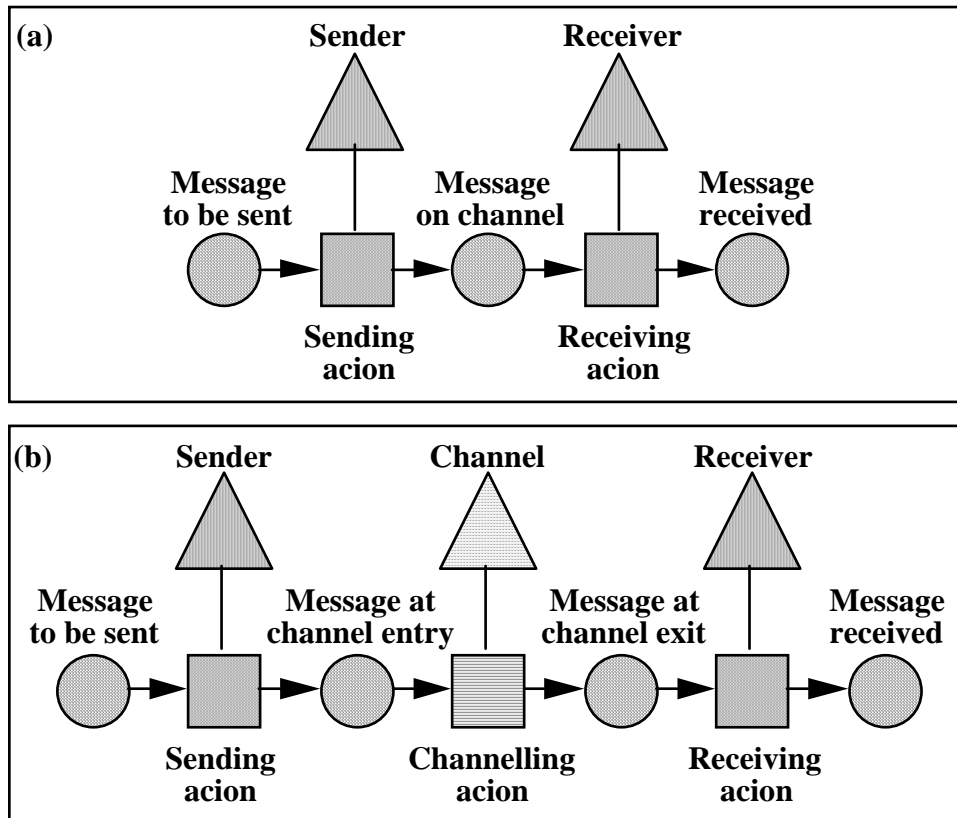 (a)
Sender
Receiver
Message
to be sent
Message
on channel
Message
received
Sending
acion
Receiving
acion
(b)
Sender
Channel
Receiver
Message
to be sent
Message at
channel entry
Message at
channel exit
Message
received
Sending
acion
Channelling
acion
Receiving
acion